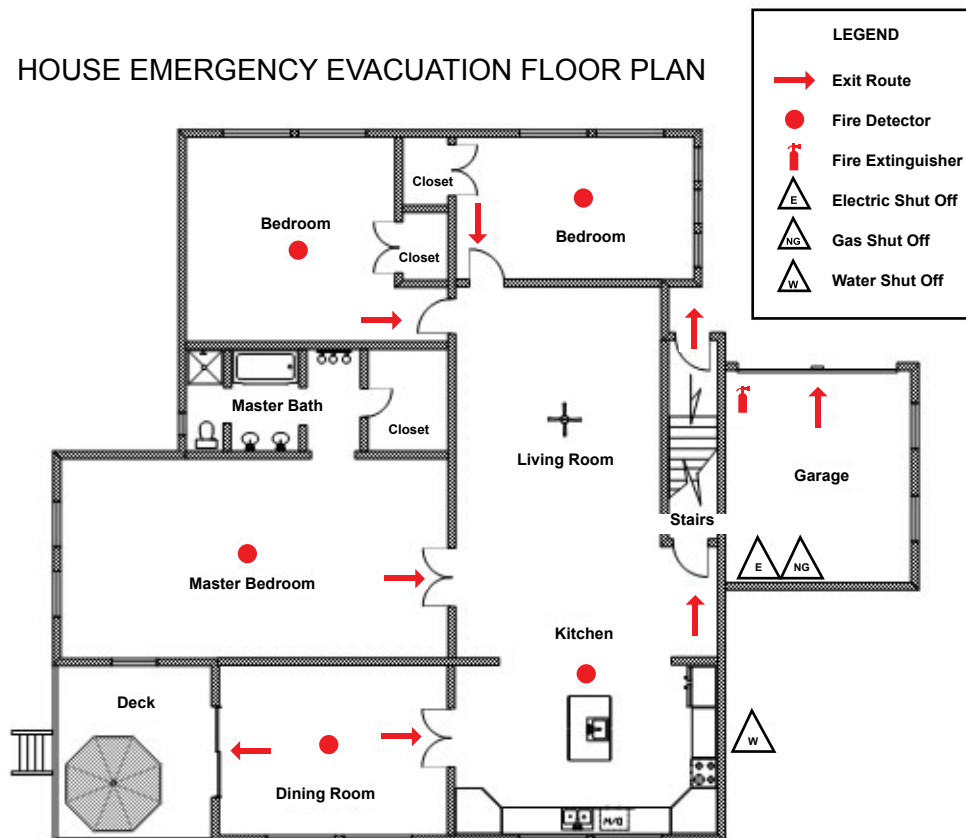 HOUSE EMERGENCY EVACUATION FLOOR PLAN
LEGEND
Exit Route
Fire Detector
Fire Extinguisher
E
Electric Shut Off
NG
Gas Shut Off
W
Water Shut Off
Closet
Bedroom
Bedroom
Closet
Master Bath
Closet
Living Room
Garage
Stairs
E
NG
Master Bedroom
Kitchen
Deck
W
Dining Room